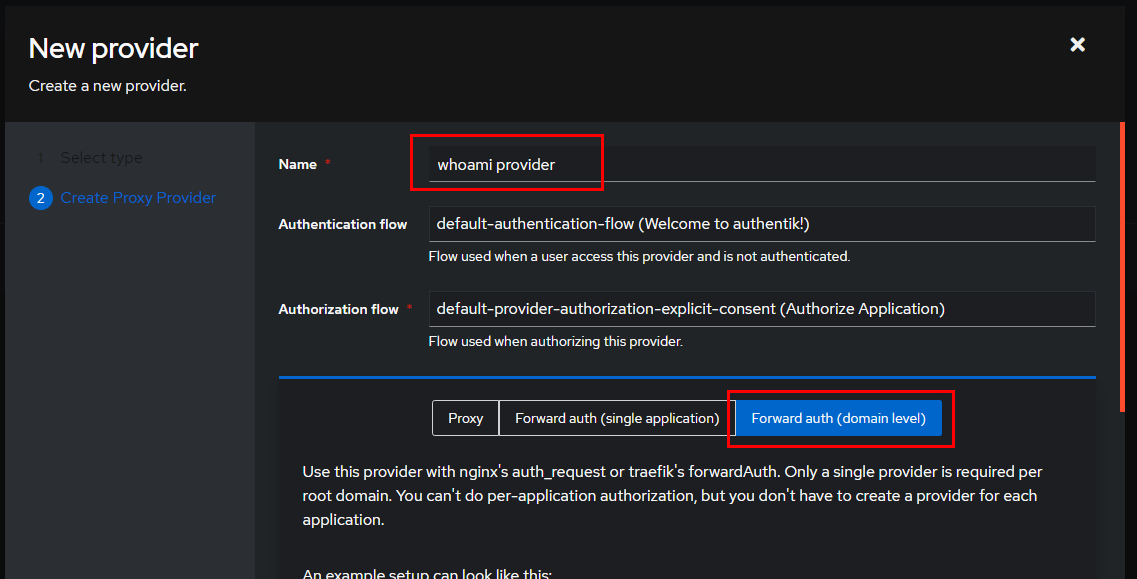 New provider
Create a new provider.
1 Select type
2 Create Proxy Provider
Name *
whoami provider
Authentication flow
default-authentication-flow (Welcome to authentik!)
Flow used when a user access this provider and is not authenticated.
Authorization flow *
default-provider-authorization-explicit-consent (Authorize Application)
Flow used when authorizing this provider.
Proxy Forward auth (single application) Forward auth (domain level)
Use this provider with nginx's auth_request or traefik's forwardAuth. Only a single provider is required per
root domain. You can't do per-application authorization, but you don't have to create a provider for each
application.
An example setup can look like this: